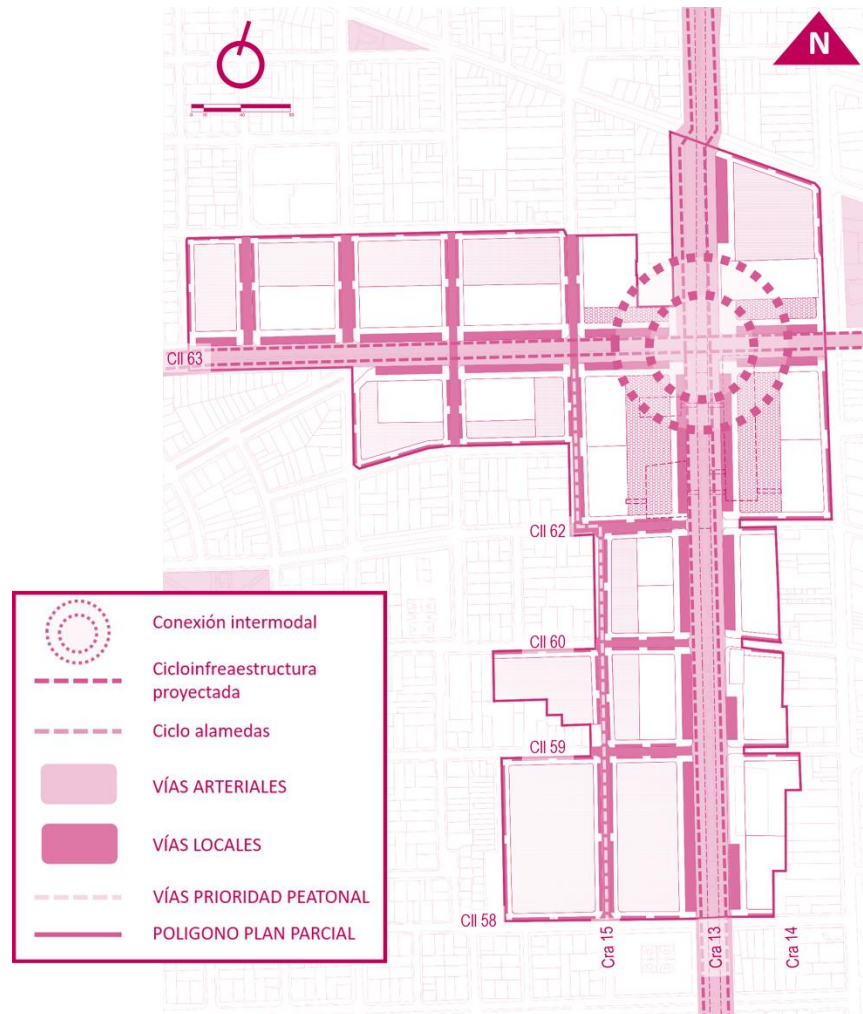 N
Cll 63
Cll 62
Cll 60
Cll 59
Cll 58
Cra 15
Cra 13
Cra 14
Conexión intermodal
Cicloinfraestructura
proyectada
Ciclo alamedas
VÍAS ARTERIALES
VÍAS LOCALES
VÍAS PRIORIDAD PEATONAL
POLIGONO PLAN PARCIAL